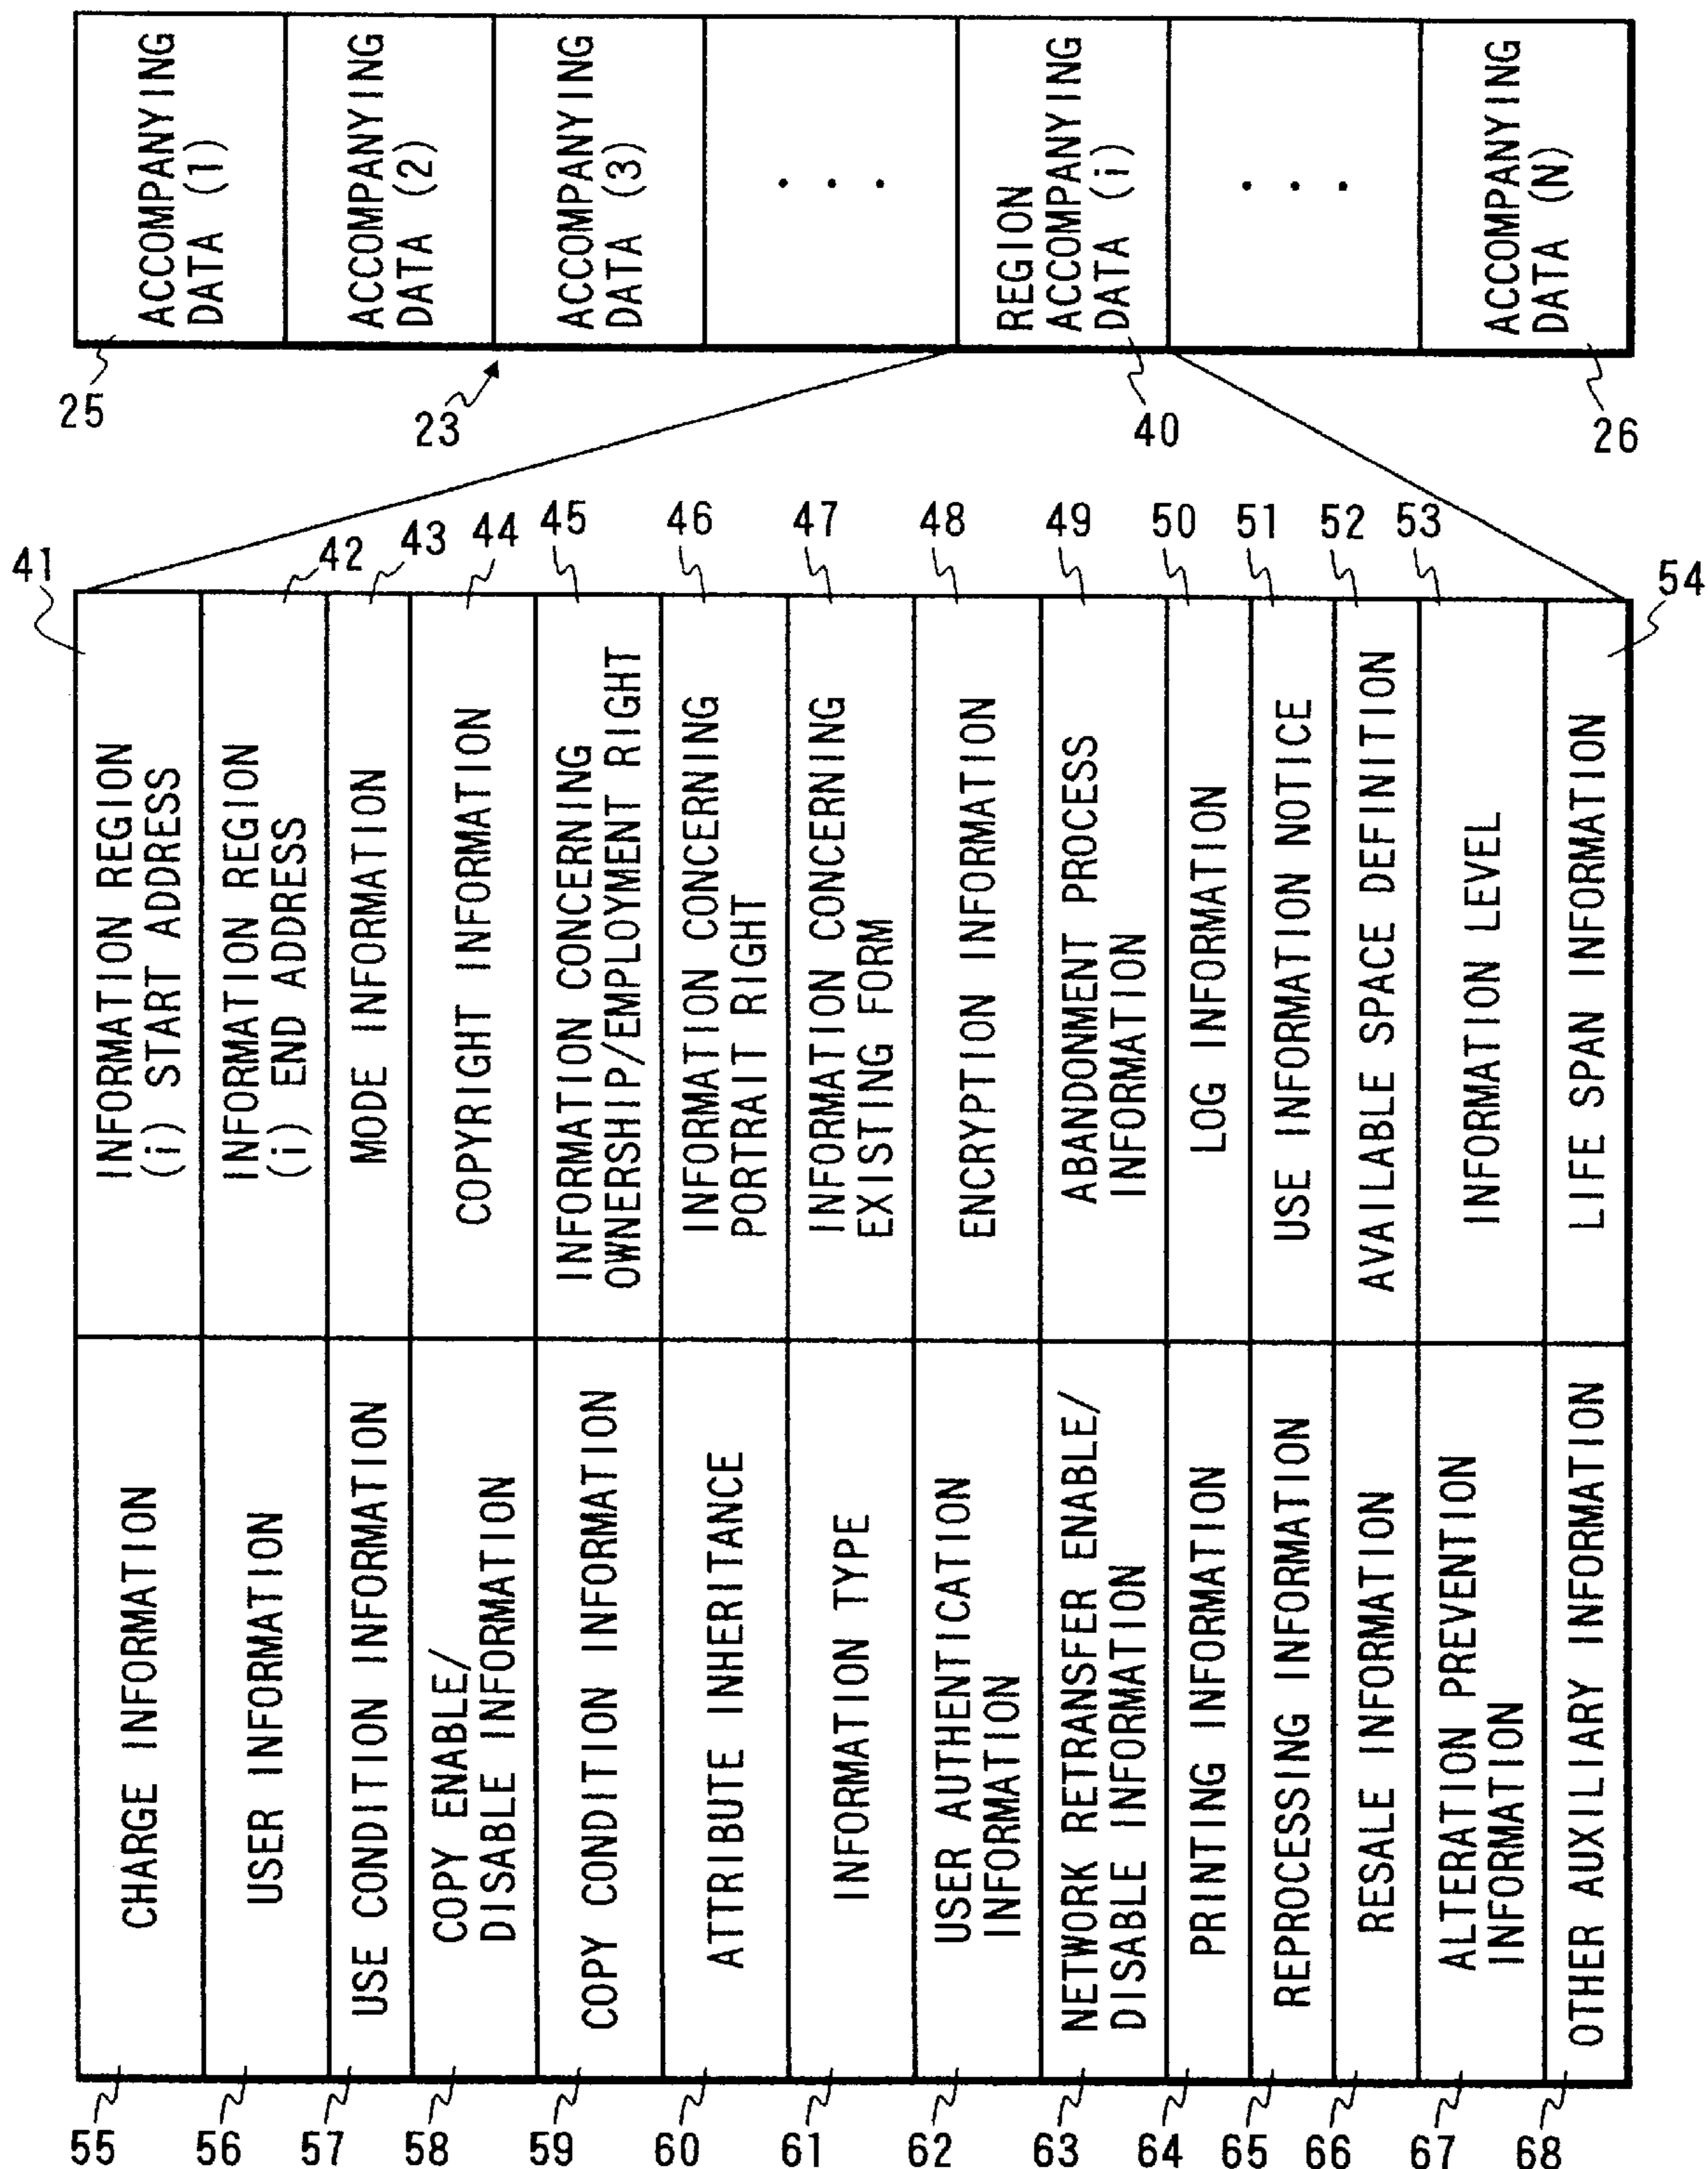 ACCOMPANYING
DATA (1)
ACCOMPANYING
DATA (2)
ACCOMPANYING
DATA (3)
. . .
REGION
ACCOMPANYING
DATA (i)
. . .
ACCOMPANYING
DATA (N)
25
23
40
26
41
42
43
44
45
46
47
48
49
50
51
52
53
54
INFORMATION REGION
(i) START ADDRESS
INFORMATION REGION
(i) END ADDRESS
MODE INFORMATION
COPYRIGHT INFORMATION
INFORMATION CONCERNING
OWNERSHIP/EMPLOYMENT RIGHT
INFORMATION CONCERNING
PORTRAIT RIGHT
INFORMATION CONCERNING
EXISTING FORM
ENCRYPTION INFORMATION
ABANDONMENT PROCESS
INFORMATION
LOG INFORMATION
USE INFORMATION NOTICE
AVAILABLE SPACE DEFINITION
INFORMATION LEVEL
LIFE SPAN INFORMATION
CHARGE INFORMATION
USER INFORMATION
USE CONDITION INFORMATION
COPY ENABLE/
DISABLE INFORMATION
COPY CONDITION INFORMATION
ATTRIBUTE INHERITANCE
INFORMATION TYPE
USER AUTHENTICATION
INFORMATION
NETWORK RETRANSFER ENABLE/
DISABLE INFORMATION
PRINTING INFORMATION
REPROCESSING INFORMATION
RESALE INFORMATION
ALTERATION PREVENTION
INFORMATION
OTHER AUXILIARY INFORMATION
55
56
57
58
59
60
61
62
63
64
65
66
67
68